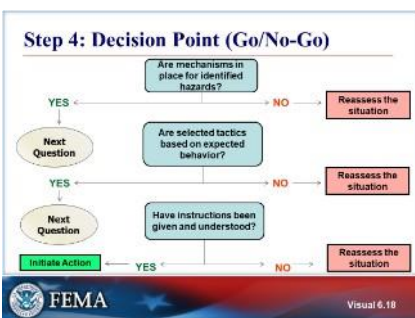 Step 4: Decision Point (Go/No-Go)
Are mechanisms in
place for identified
hazards?
YES
NO
Reassess the
situation
Next
Question
Are selected tactics
based on expected
behavior?
YES
NO
Reassess the
situation
Next
Question
Have instructions been
given and understood?
Initiate Action
YES
NO
Reassess the
situation
FEMA
Visual 6.18